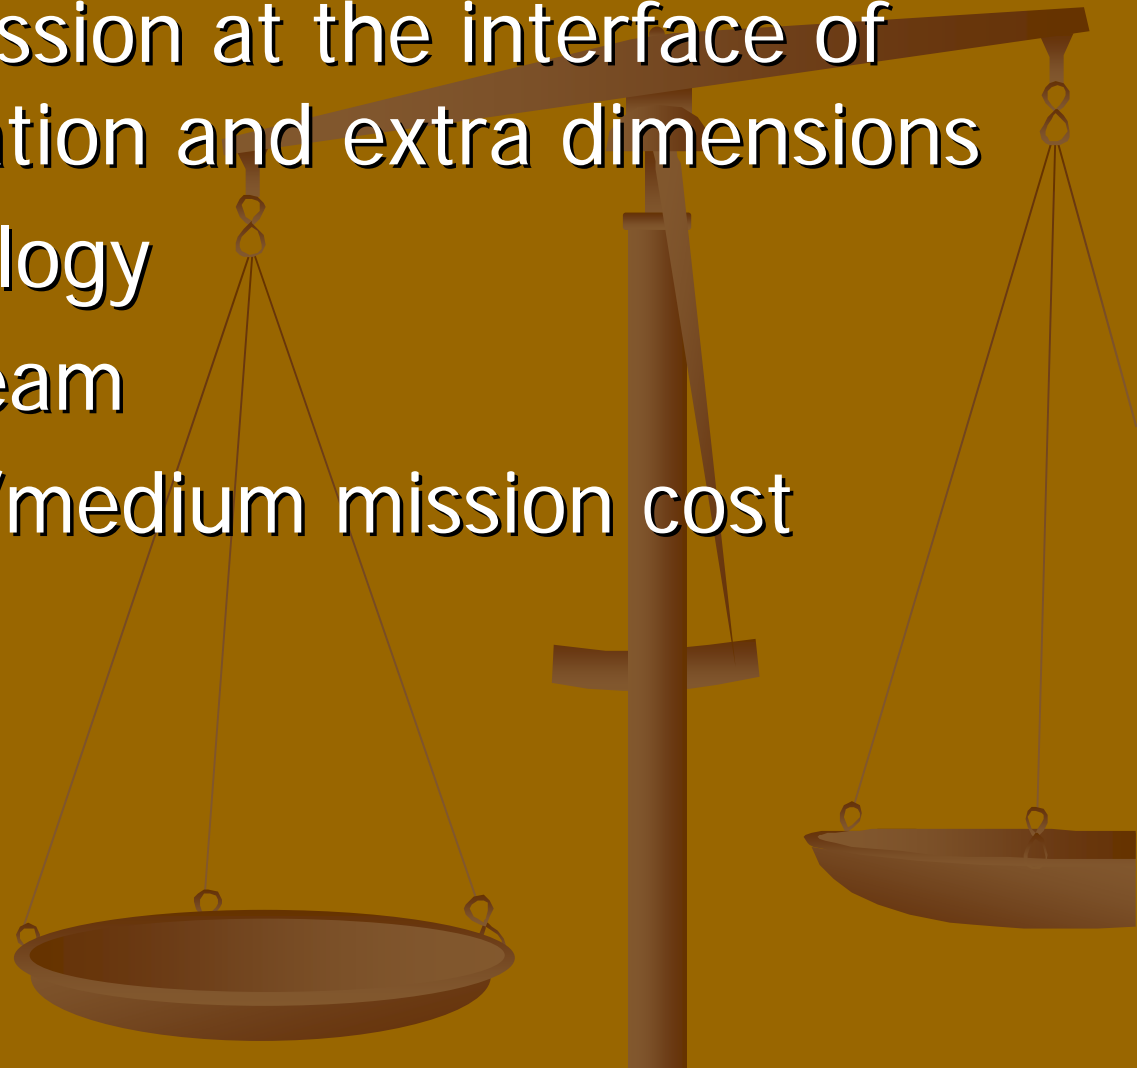 ssion at the interface of
ation and extra dimensions
logy
eam
/medium mission cost